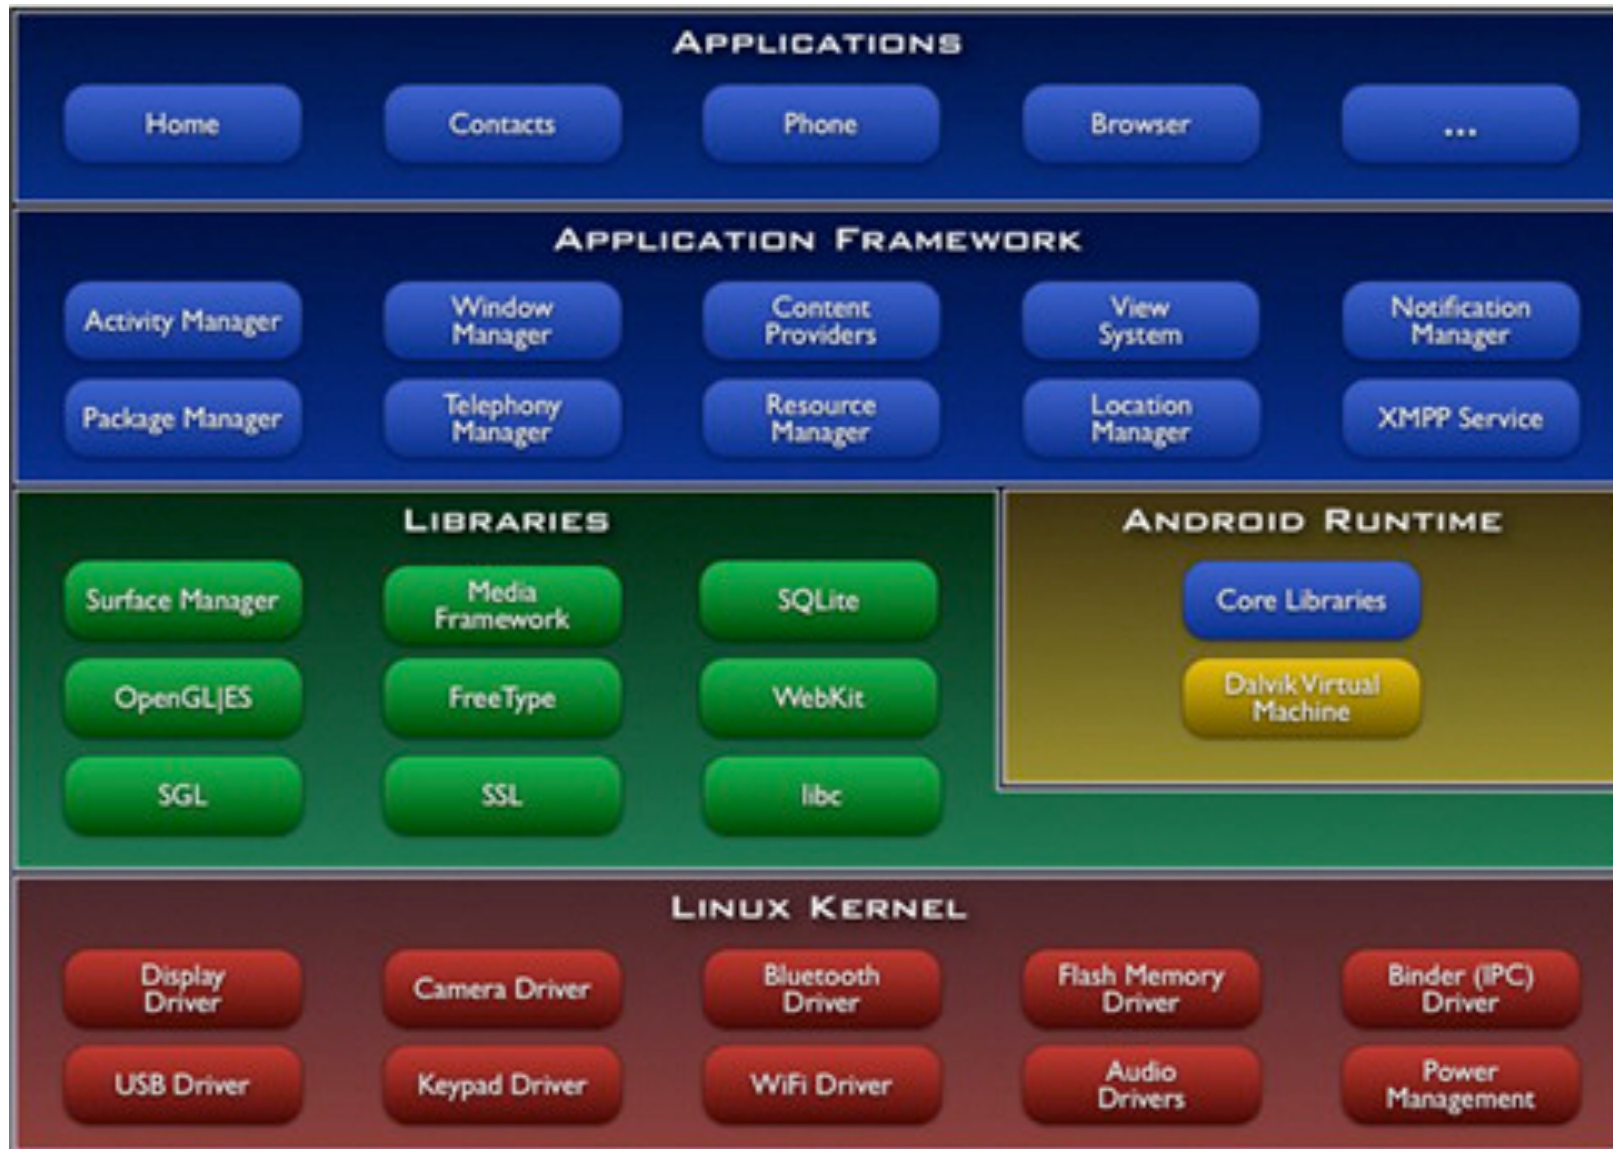 APPLICATIONS
Home
Contacts
Phone
Browser
...
APPLICATION FRAMEWORK
Activity Manager
Window
Manager
Content
Providers
View
System
Notification
Manager
Package Manager
Telephony
Manager
Resource
Manager
Location
Manager
XMPP Service
LIBRARIES
Surface Manager
Media
Framework
SQLite
OpenGL|ES
FreeType
WebKit
SGL
SSL
libc
ANDROID RUNTIME
Core Libraries
Dalvik Virtual
Machine
LINUX KERNEL
Display
Driver
Camera Driver
Bluetooth
Driver
Flash Memory
Driver
Binder (IPC)
Driver
USB Driver
Keypad Driver
WiFi Driver
Audio
Drivers
Power
Management